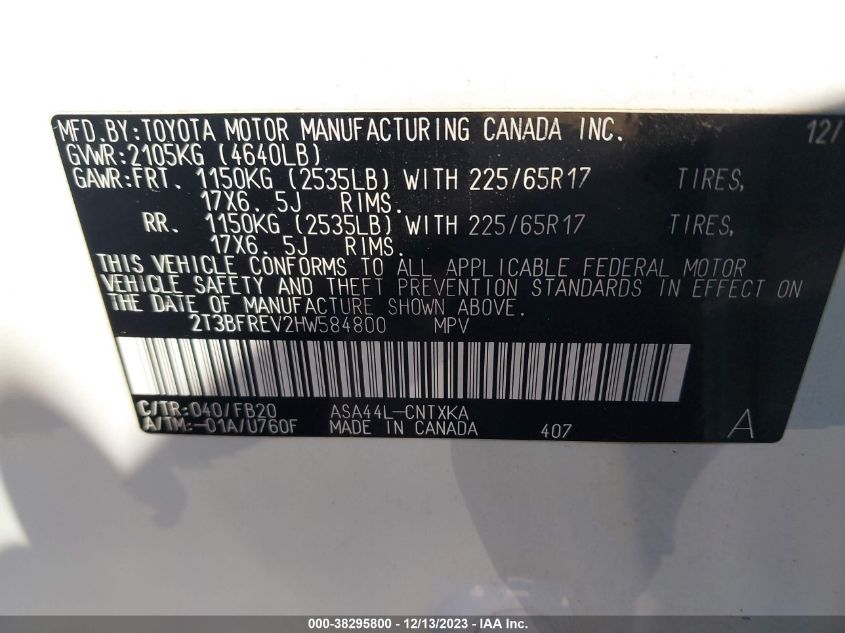 MFD.BY:TOYOTA MOTOR MANUFACTURING CANADA INC. 12/
GVWR:2105KG (4640LB)
GAWR:FRT. 1150KG (2535LB) WITH 225/65R17 TIRES,
17X6. 5J RIMS.
RR. 1150KG (2535LB) WITH 225/65R17 TIRES,
17X6. 5J RIMS.
THIS VEHICLE CONFORMS TO ALL APPLICABLE FEDERAL MOTOR
VEHICLE SAFETY AND THEFT PREVENTION STANDARDS IN EFFECT ON
THE DATE OF MANUFACTURE SHOWN ABOVE.
2T3BFREV2HW584800 MPV
C/TR:040/FB20 ASA44L-CNTXKA
A/TM:-01A/U760F MADE IN CANADA 407 A
000-38295800 - 12/13/2023 - IAA Inc.